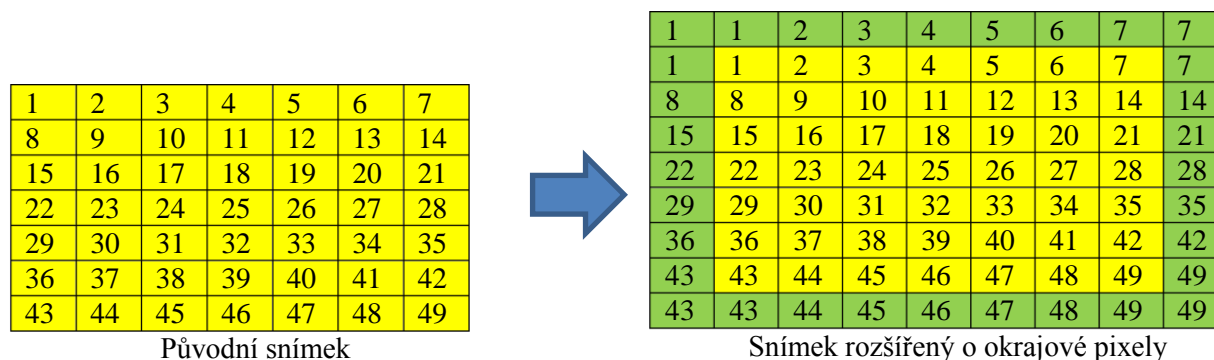 1 2 3 4 5 6 7
8 9 10 11 12 13 14
15 16 17 18 19 20 21
22 23 24 25 26 27 28
29 30 31 32 33 34 35
36 37 38 39 40 41 42
43 44 45 46 47 48 49
Původní snímek
1 1 2 3 4 5 6 7 7
1 1 2 3 4 5 6 7 7
8 8 9 10 11 12 13 14 14
15 15 16 17 18 19 20 21 21
22 22 23 24 25 26 27 28 28
29 29 30 31 32 33 34 35 35
36 36 37 38 39 40 41 42 42
43 43 44 45 46 47 48 49 49
43 43 44 45 46 47 48 49 49
Snímek rozšířený o okrajové pixely